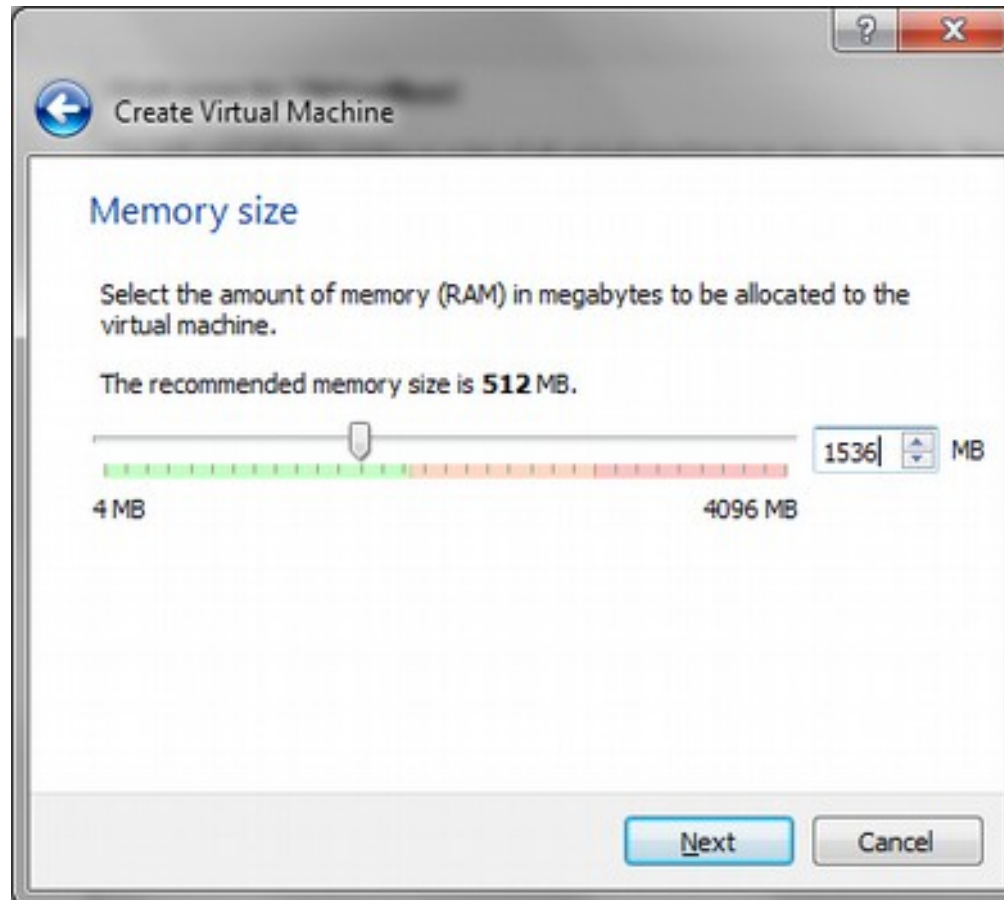 ?
X
Create Virtual Machine
Memory size
Select the amount of memory (RAM) in megabytes to be allocated to the
virtual machine.
The recommended memory size is 512 MB.
1536 MB
4 MB 4096 MB
Next Cancel